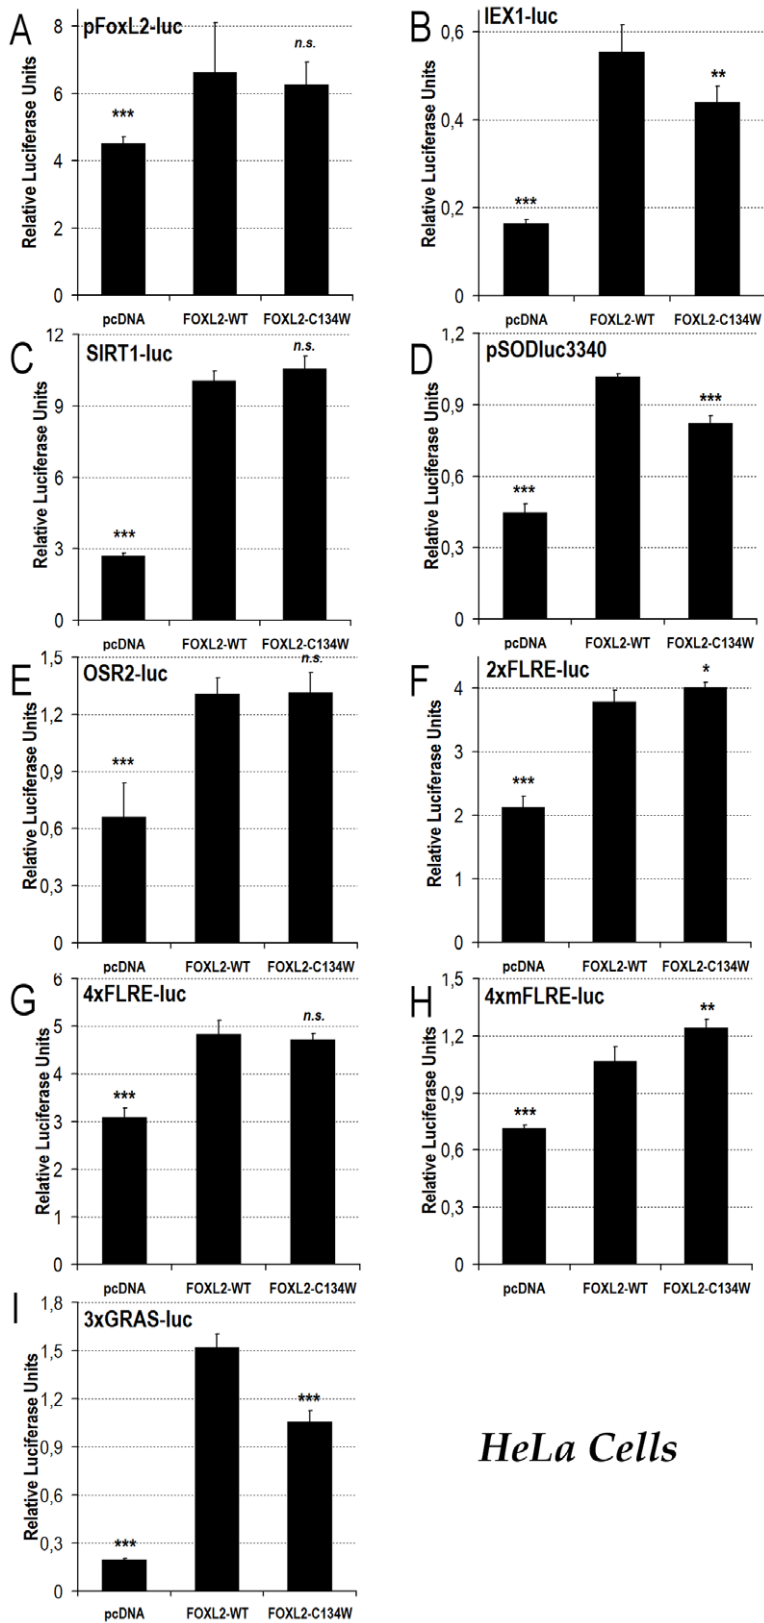 A
pFoxL2-luc
Relative Luciferase Units
8
6
4
2
0
***
n.s.
pcDNA
FOXL2-WT
FOXL2-C134W
B
IEX1-luc
Relative Luciferase Units
0,6
0,4
0,2
0
***
**
pcDNA
FOXL2-WT
FOXL2-C134W
C
SIRT1-luc
Relative Luciferase Units
12
10
9
6
3
0
***
n.s.
pcDNA
FOXL2-WT
FOXL2-C134W
D
pSODluc3340
Relative Luciferase Units
1,2
0,9
0,6
0,3
0
***
***
pcDNA
FOXL2-WT
FOXL2-C134W
E
OSR2-luc
Relative Luciferase Units
1,5
1,2
0,9
0,6
0,3
0
***
n.s.
pcDNA
FOXL2-WT
FOXL2-C134W
F
2xFLRE-luc
Relative Luciferase Units
4
3
2
1
0
***
*
pcDNA
FOXL2-WT
FOXL2-C134W
G
4xFLRE-luc
Relative Luciferase Units
6
5
4
3
2
1
0
***
n.s.
pcDNA
FOXL2-WT
FOXL2-C134W
H
4xmFLRE-luc
Relative Luciferase Units
1,5
1,2
0,9
0,6
0,3
0
***
**
pcDNA
FOXL2-WT
FOXL2-C134W
I
3xGRAS-luc
Relative Luciferase Units
1,8
1,5
1,2
0,9
0,6
0,3
0
***
***
pcDNA
FOXL2-WT
FOXL2-C134W
HeLa Cells